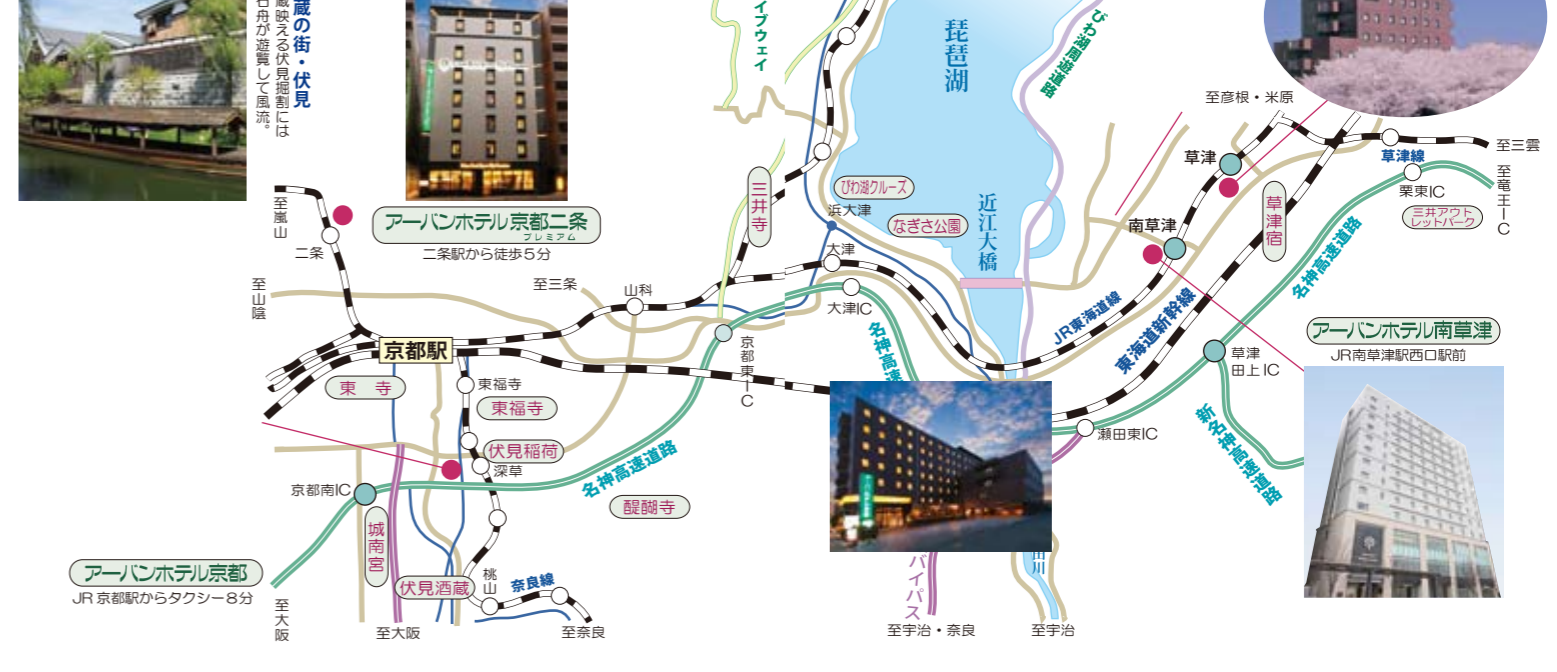 蔵の街・伏見
蔵映える伏見掘割には
石舟が遊覧して風流。
イブウェイ
琵琶湖
びわ湖周遊道路
至彦根・米原
草津
草津線
至三雲
栗東IC
至竜王IC
三井アウト
レットパーク
草津宿
南草津
名神高速道路
三井寺
びわ湖クルーズ
浜大津
なぎさ公園
近江大橋
大津
大津IC
名神高速
JR東海道線
東海道新幹線
アーバンホテル南草津
JR南草津駅西口駅前
草津
田上IC
新名神高速道路
瀬田東IC
至嵐山
二条
アーバンホテル京都二条
プレミアム
二条駅から徒歩5分
至山陰
至三条
山科
京都駅
京都東IC
東寺
東福寺
東福寺
伏見稲荷
深草
名神高速道路
京都南IC
醍醐寺
城南宮
アーバンホテル京都
JR京都駅からタクシー8分
伏見酒蔵
桃山
奈良線
至大阪
至大阪
至奈良
バイパス
田川
至宇治・奈良
至宇治